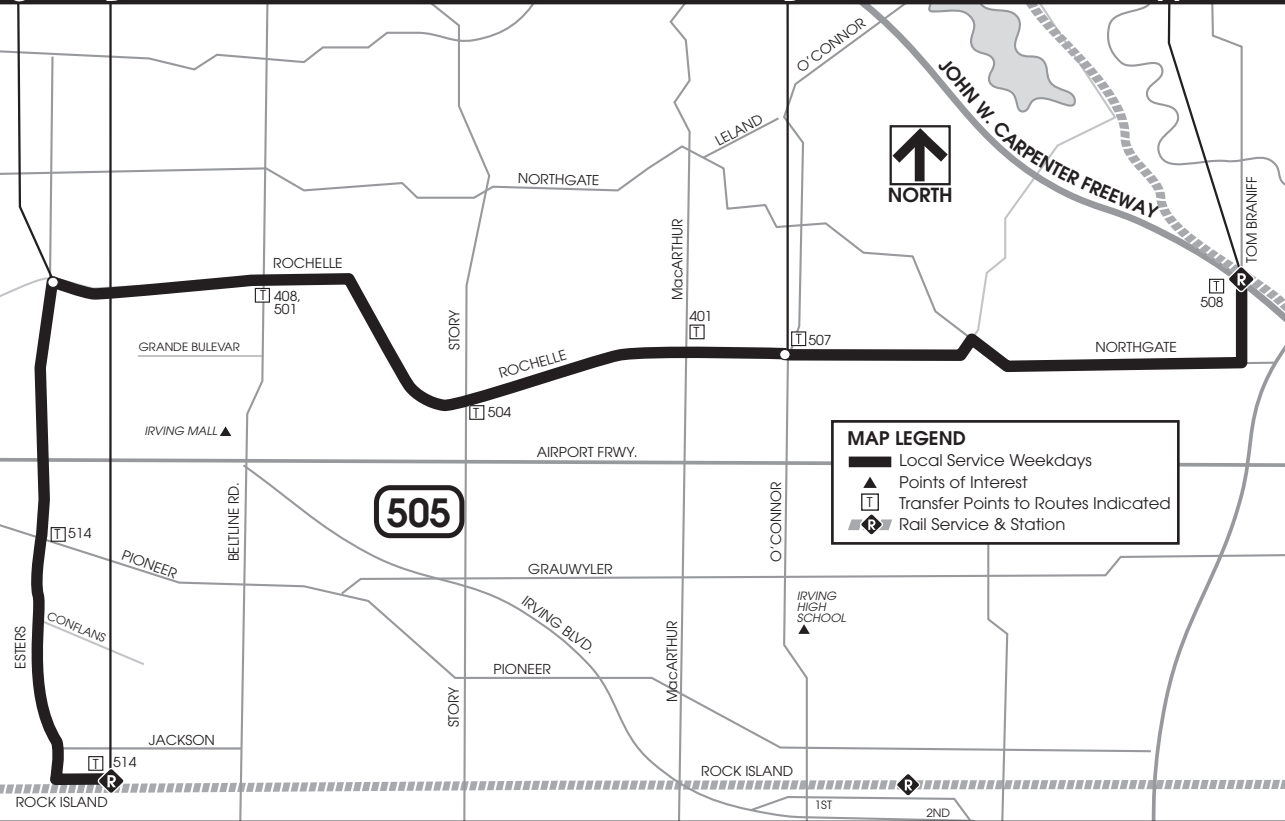 O'CONNOR
JOHN W. CARPENTER FREEWAY
LELAND
NORTH
NORTHGATE
TOM BRANIFF
MacARTHUR
ROCHELLE
T 408,
501
508
T
401
T
T 507
STORY
GRANDE BULEVAR
ROCHELLE
NORTHGATE
T 504
IRVING MALL
AIRPORT FRWY.
MAP LEGEND
Local Service Weekdays
Points of Interest
T Transfer Points to Routes Indicated
R Rail Service & Station
505
BELTLINE RD.
O'CONNOR
T 514
PIONEER
GRAUWYLER
IRVING
HIGH
SCHOOL
IRVING BLVD.
CONFLANS
ESTERS
MacARTHUR
PIONEER
STORY
JACKSON
T 514
R
R
R
ROCK ISLAND
ROCK ISLAND
1ST
2ND